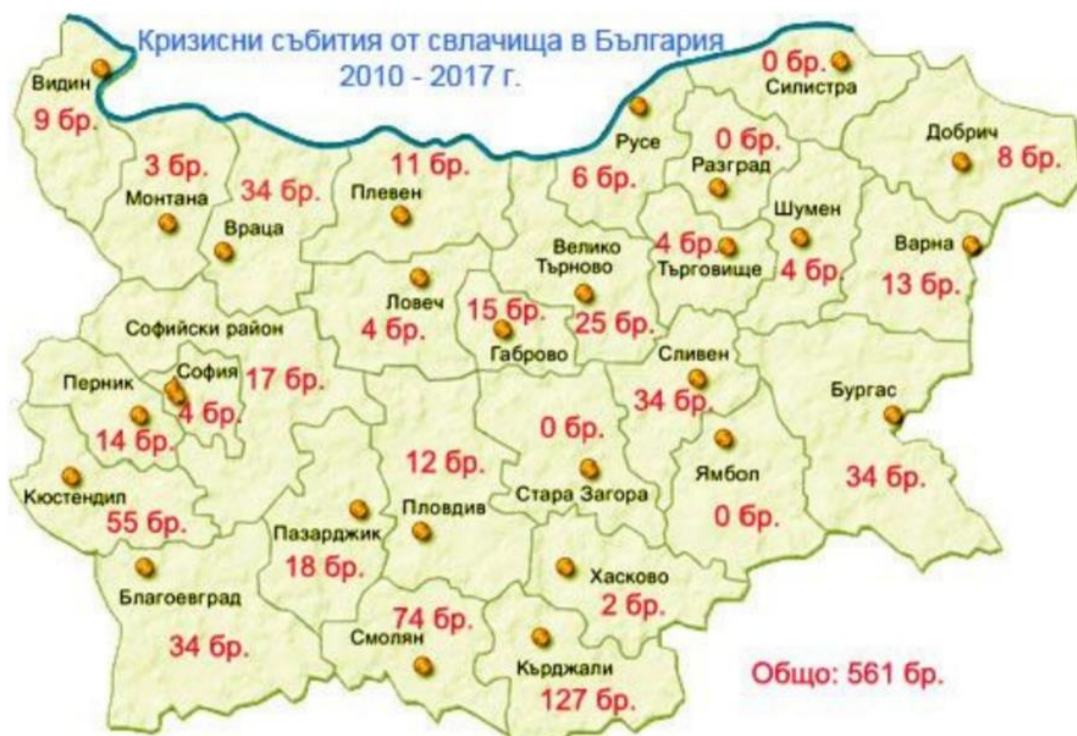 Кризисни събития от свлачища в България
2010 - 2017 г.
Видин
9 бр.
3 бр.
Монтана
34 бр.
Враца
11 бр.
Плевен
Русе
6 бр.
0 бр.
Силистра
0 бр.
Разград
Добрич
8 бр.
Шумен
4 бр.
Варна
13 бр.
4 бр.
Търговище
Велико
Търново
25 бр.
Ловеч
4 бр.
15 бр.
Габрово
Софийски район
17 бр.
София
4 бр.
Перник
14 бр.
Сливен
34 бр.
Бургас
34 бр.
0 бр.
Стара Загора
12 бр.
Пловдив
Ямбол
0 бр.
Кюстендил
55 бр.
Пазарджик
18 бр.
Благоевград
34 бр.
74 бр.
Смолян
Хасково
2 бр.
Кърджали
127 бр.
Общо: 561 бр.